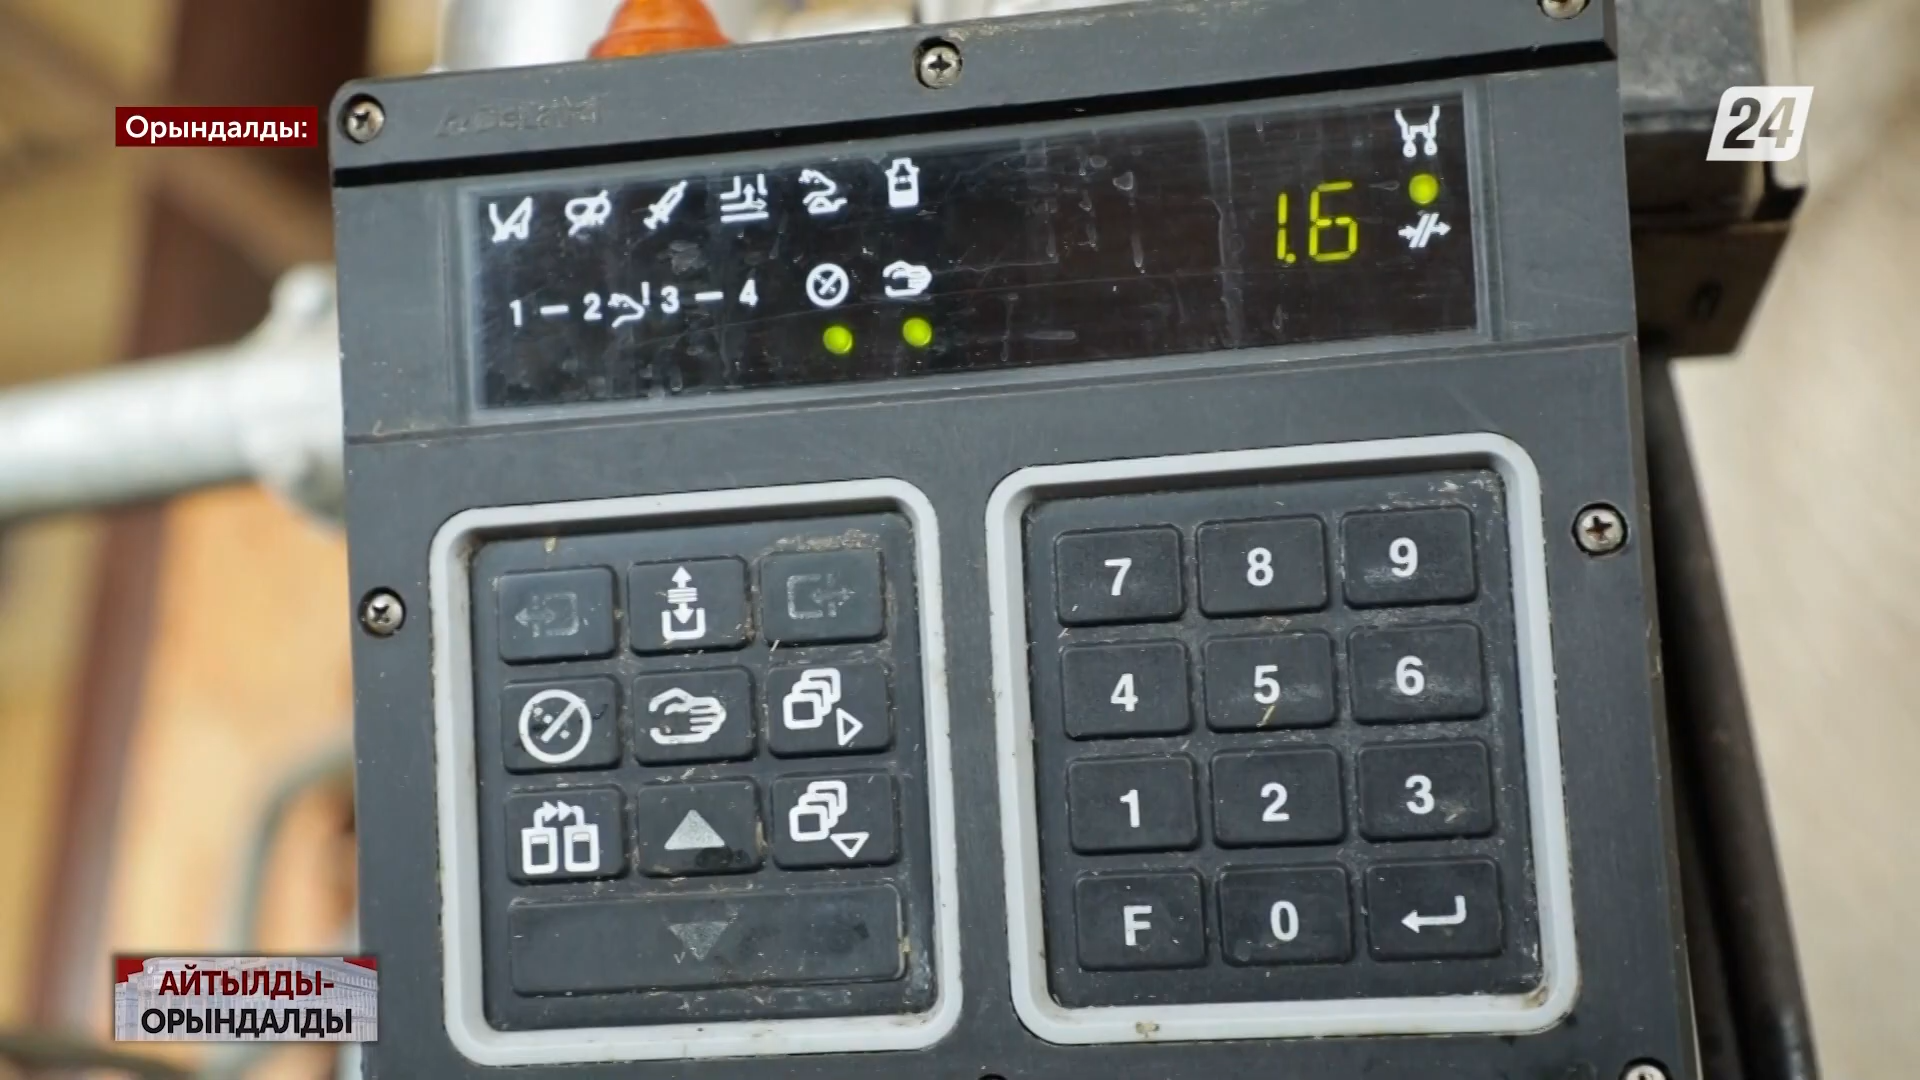 Орындалды:
24
DeLaval
1.6
1 – 2 3 – 4
7 8 9
4 5 6
1 2 3
F 0
АЙТЫЛДЫ-
ОРЫНДАЛДЫ